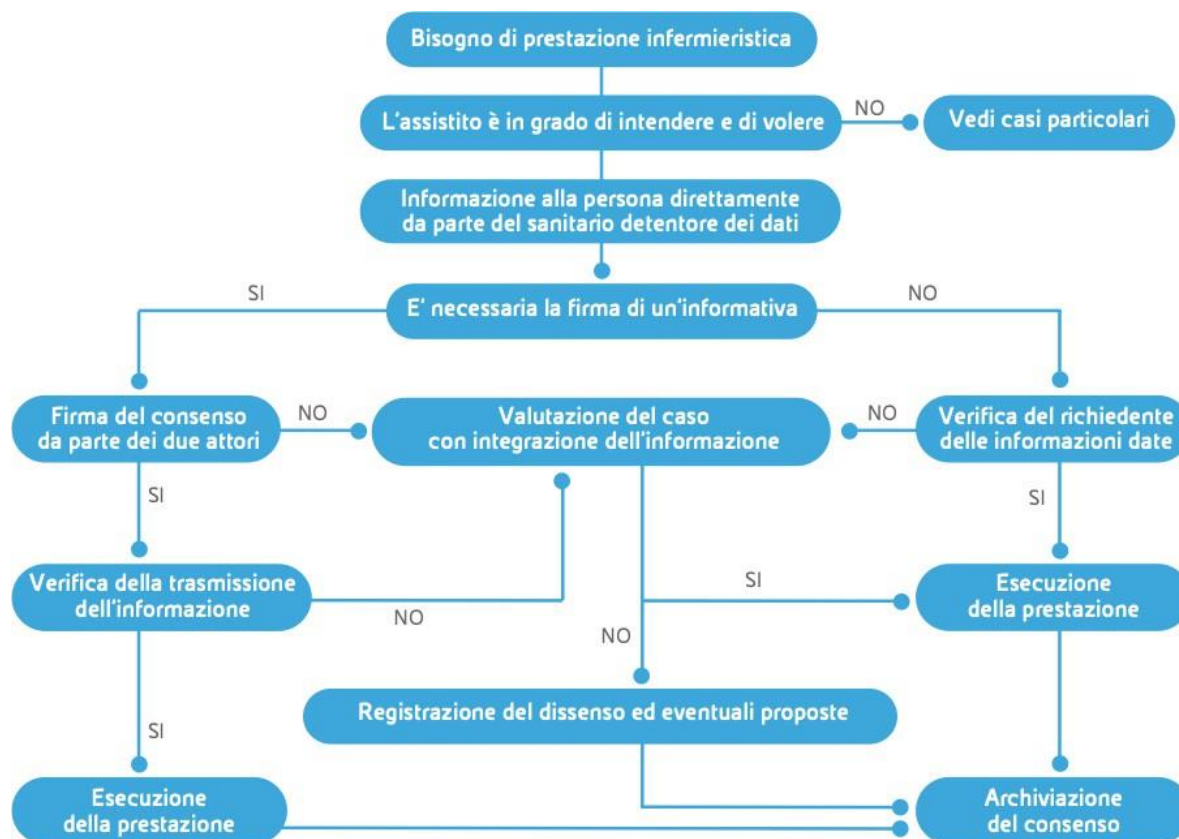 Bisogno di prestazione infermieristica
L'assistito è in grado di intendere e di volere
NO
Vedi casi particolari
Informazione alla persona direttamente
da parte del sanitario detentore dei dati
SI
E' necessaria la firma di un'informativa
NO
Firma del consenso
da parte dei due attori
NO
Valutazione del caso
con integrazione dell'informazione
NO
Verifica del richiedente
delle informazioni date
SI
SI
Verifica della trasmissione
dell'informazione
NO
SI
NO
Esecuzione
della prestazione
Registrazione del dissenso ed eventuali proposte
SI
Esecuzione
della prestazione
Archiviazione
del consenso